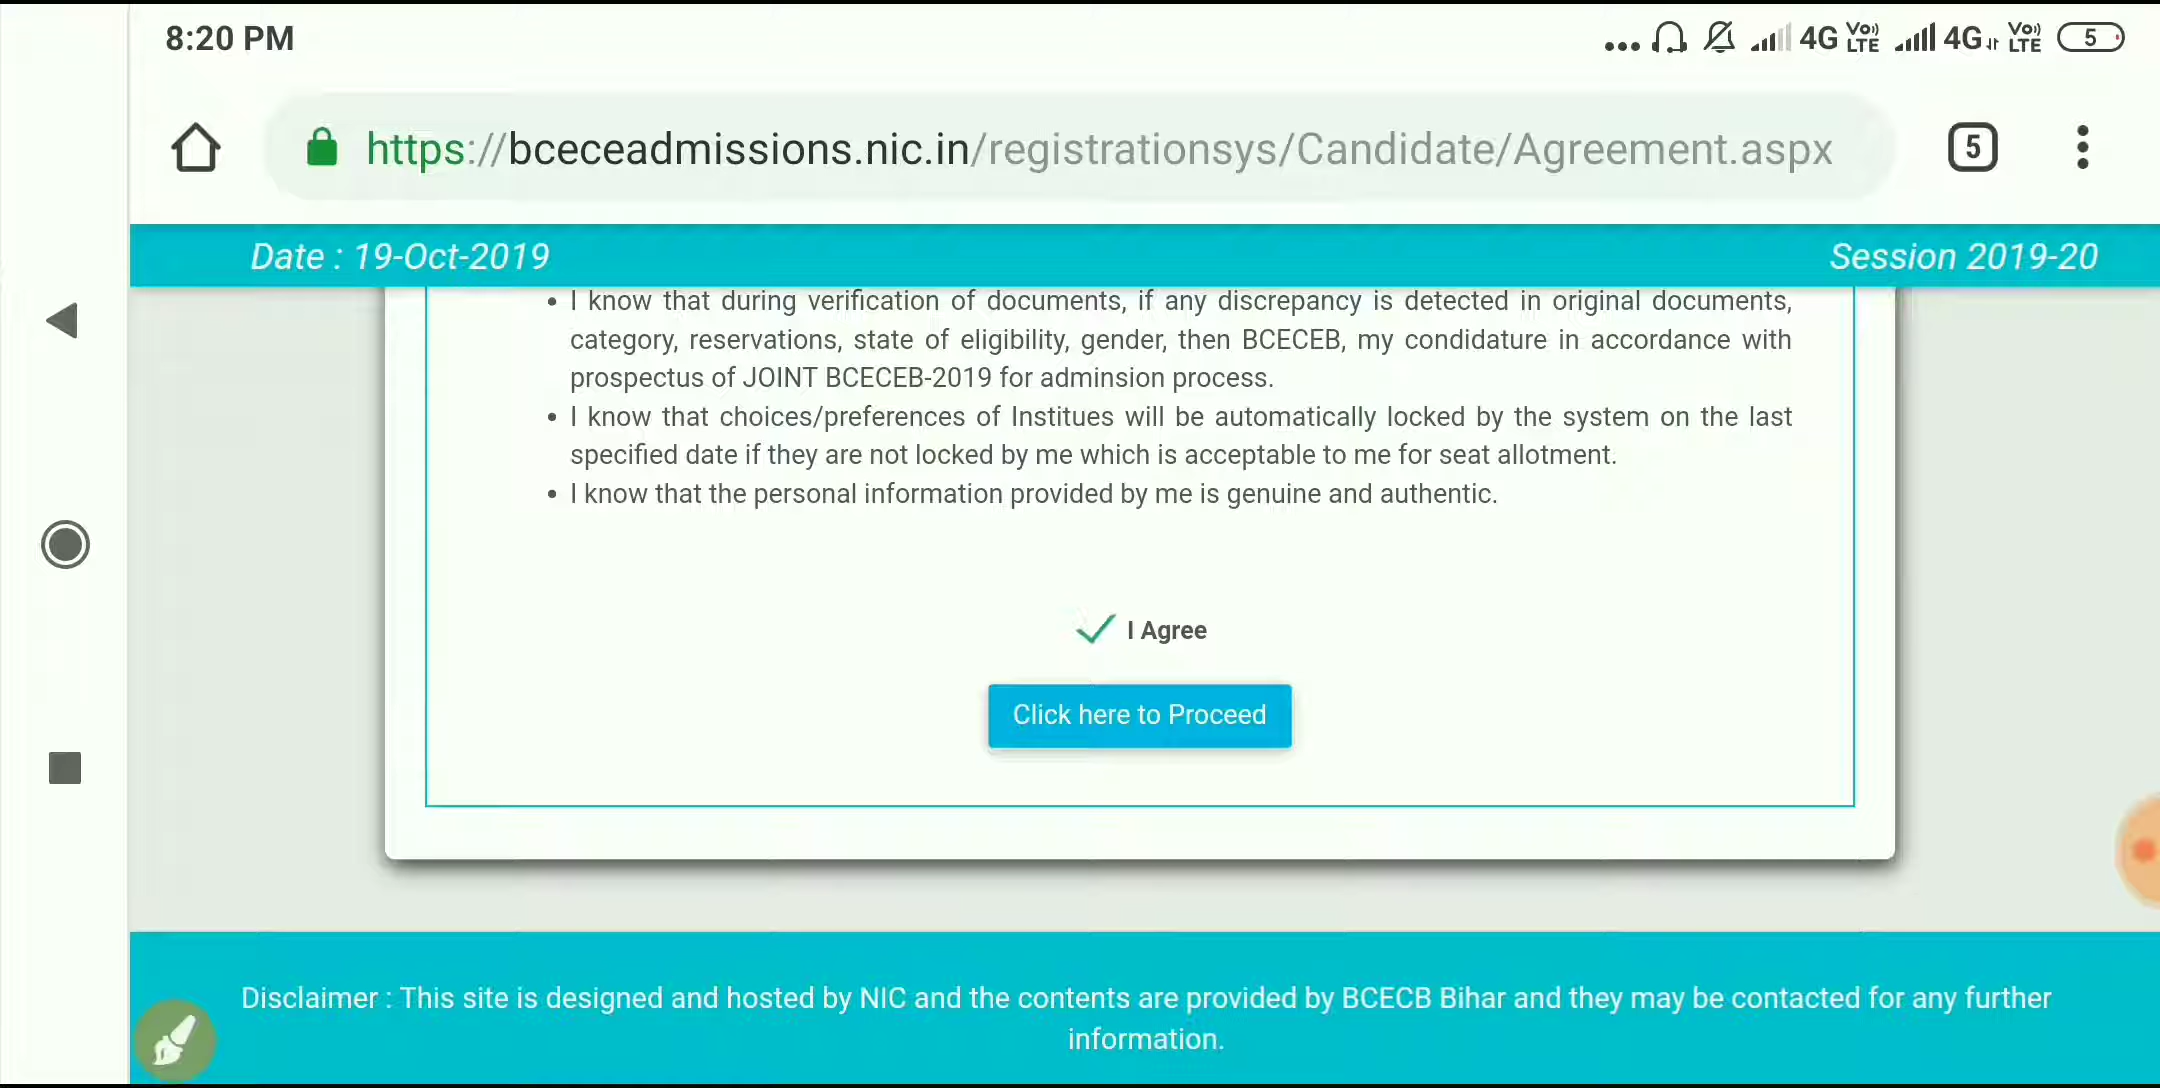 8:20 PM
4G Vo)) LTE 4G Vo)) LTE 5
https://bceceadmissions.nic.in/registrationsys/Candidate/Agreement.aspx
5
Date : 19-Oct-2019
Session 2019-20
• I know that during verification of documents, if any discrepancy is detected in original documents,
category, reservations, state of eligibility, gender, then BCECEB, my condidature in accordance with
prospectus of JOINT BCECEB-2019 for adminsion process.
• I know that choices/preferences of Institues will be automatically locked by the system on the last
specified date if they are not locked by me which is acceptable to me for seat allotment.
• I know that the personal information provided by me is genuine and authentic.
I Agree
Click here to Proceed
Disclaimer : This site is designed and hosted by NIC and the contents are provided by BCECB Bihar and they may be contacted for any further
information.